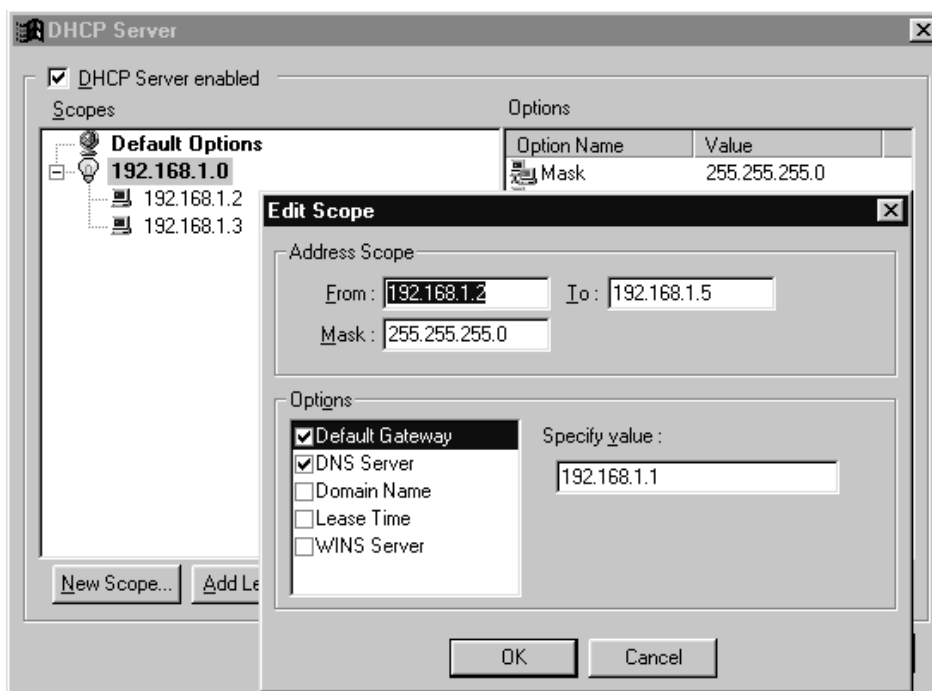 DHCP Server
DHCP Server enabled
Scopes
Options
Default Options
192.168.1.0
192.168.1.2
192.168.1.3
Option Name Value
Mask 255.255.255.0
Edit Scope
Address Scope
From : 192.168.1.2 To : 192.168.1.5
Mask : 255.255.255.0
Options
Default Gateway
DNS Server
Domain Name
Lease Time
WINS Server
Specify value :
192.168.1.1
New Scope... Add Le
OK Cancel